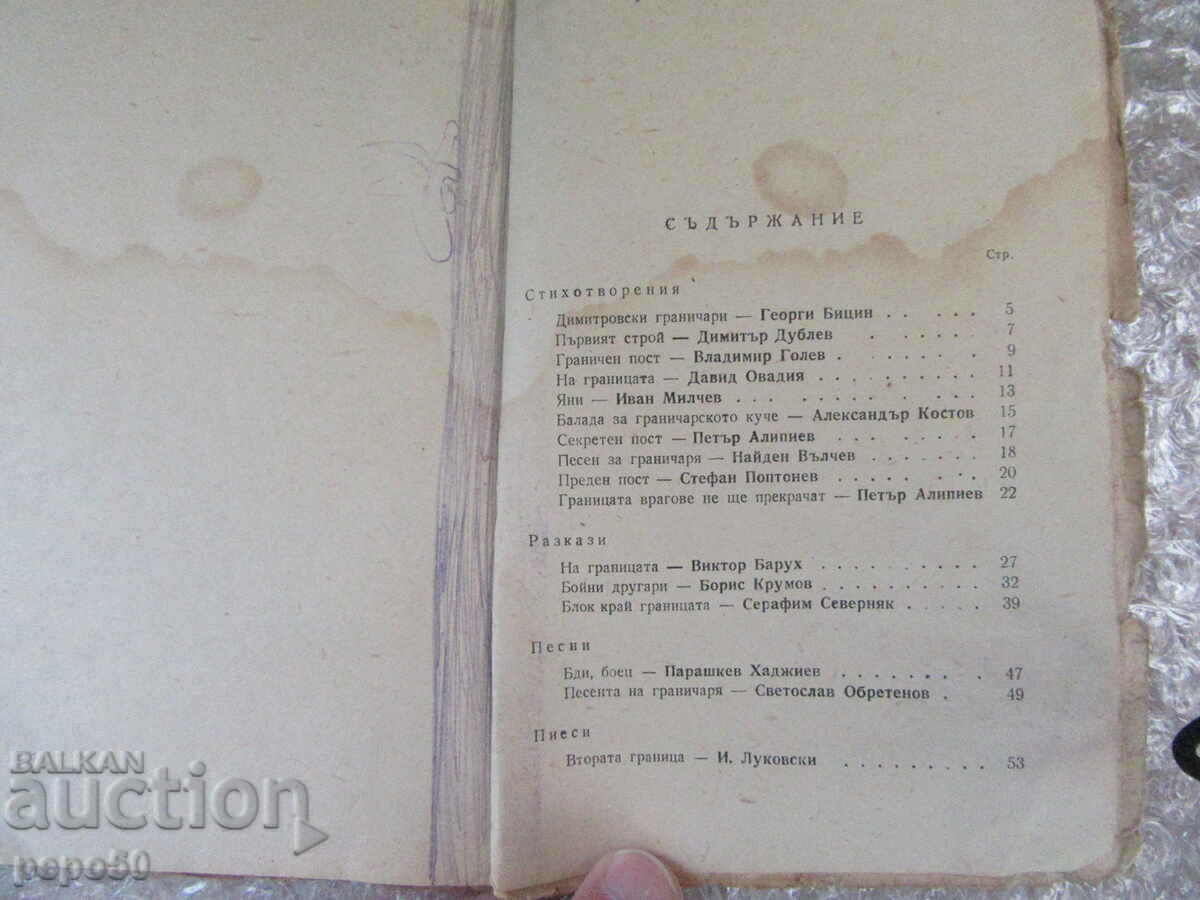 СЪДЪРЖАНИЕ
Стр.
Стихотворения
Димитровски граничари — Георги Бицин . . . . . 5
Първият строй — Димитър Дублев . . . . . . 7
Граничен пост — Владимир Голев . . . . . . 9
На границата — Давид Овадия . . . . . . . . 11
Яни — Иван Милчев . . . . . . . . . . 13
Балада за граничарското куче — Александър Костов 15
Секретен пост — Петър Алипиев . . . . . . . 17
Песен за граничаря — Найден Вълчев . . . . . . 18
Преден пост — Стефан Поптонев . . . . . . . 20
Границата врагове не ще прекрачат — Петър Алипиев 22
Разкази
На границата — Виктор Барух . . . . . . . . 27
Бойни другари — Борис Крумов . . . . . . . 32
Блок край границата — Серафим Северняк . . . . 39
Песни
Бди, боец — Парашкев Хаджиев . . . . . . . 47
Песента на граничаря — Светослав Обретенов . . 49
Пиеси
Втората граница — И. Луковски . . . . . . . . 53
BALKAN
auction
pepo50